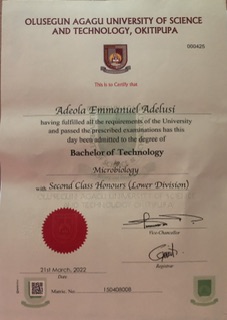 OLUSEGUN AGAGU UNIVERSITY OF SCIENCE
AND TECHNOLOGY, OKITIPUPA
000425
This is to Certify that
Adeola Emmanuel Adelusi
having fulfilled all the requirements of the University
and passed the prescribed examinations has this
day been admitted to the degree of
Bachelor of Technology
in
Microbiology
with Second Class Honours (Lower Division)
Vice-Chancellor
Registrar
21st March, 2022
Date
Matric. No. 150408008